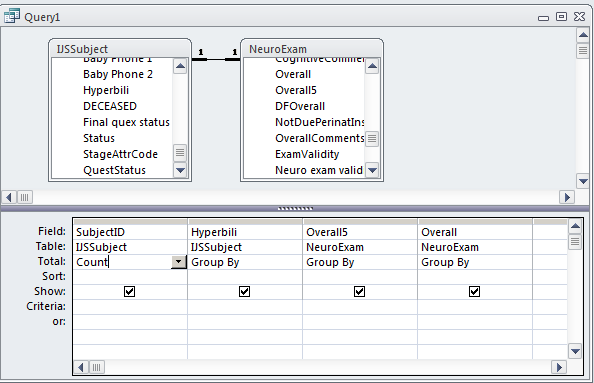 Query1
IJSSubject
Baby Phone 1
Baby Phone 2
Hyperbili
DECEASED
Final quex status
Status
StageAttrCode
QuestStatus
1 1
NeuroExam
CognitiveComme
Overall
Overall5
DFOverall
NotDuePerinatIns
OverallComments
ExamValidity
Neuro exam valid
Field: SubjectID Hyperbili Overall5 Overall
Table: IJSSubject IJSSubject NeuroExam NeuroExam
Total: Count Group By Group By Group By
Sort:
Show:
Criteria:
or: